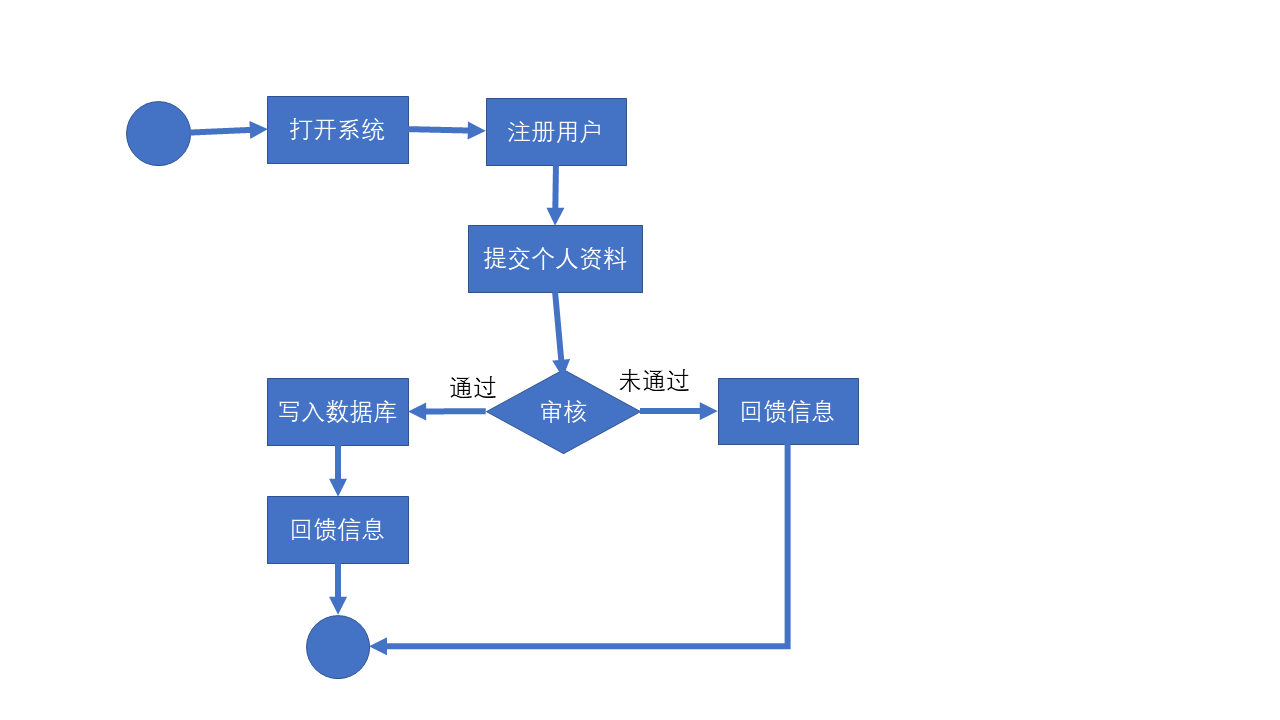 打开系统
注册用户
提交个人资料
通过
未通过
写入数据库
审核
回馈信息
回馈信息